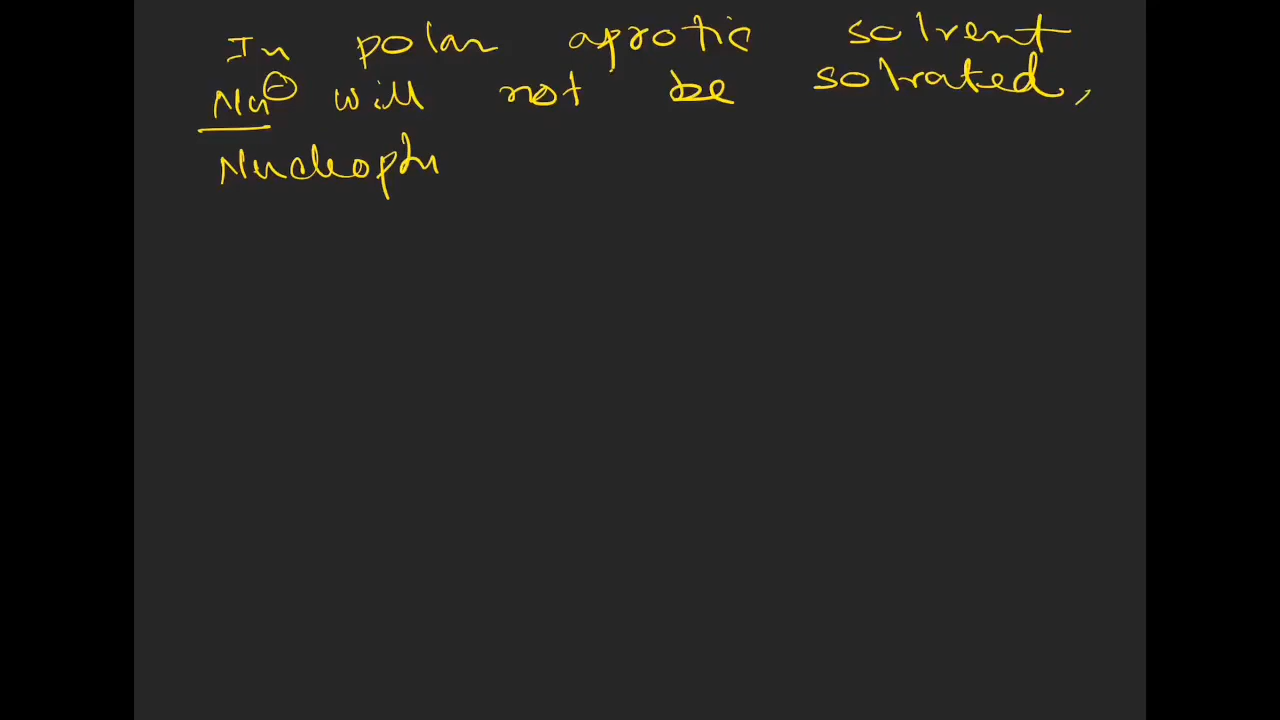 In polar aprotic solvent
Nu⊖ will not be solvated,
Nucleophi